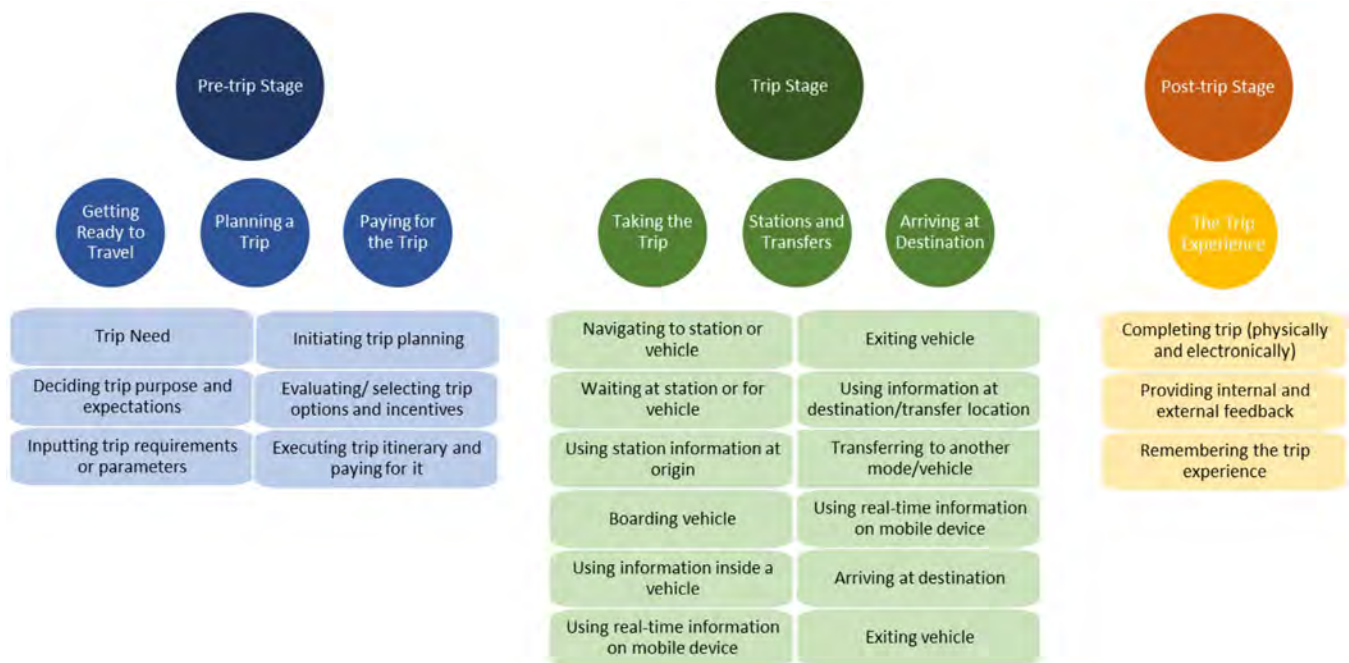 Pre-trip Stage
Trip Stage
Post-trip Stage
Getting
Ready to
Travel
Planning a
Trip
Paying for
the Trip
Taking the
Trip
Stations and
Transfers
Arriving at
Destination
The Trip
Experience
Trip Need
Initiating trip planning
Deciding trip purpose and
expectations
Evaluating/ selecting trip
options and incentives
Inputting trip requirements
or parameters
Executing trip itinerary and
paying for it
Navigating to station or
vehicle
Exiting vehicle
Waiting at station or for
vehicle
Using information at
destination/transfer location
Using station information at
origin
Transferring to another
mode/vehicle
Boarding vehicle
Using real-time information
on mobile device
Using information inside a
vehicle
Arriving at destination
Using real-time information
on mobile device
Exiting vehicle
Completing trip (physically
and electronically)
Providing internal and
external feedback
Remembering the trip
experience